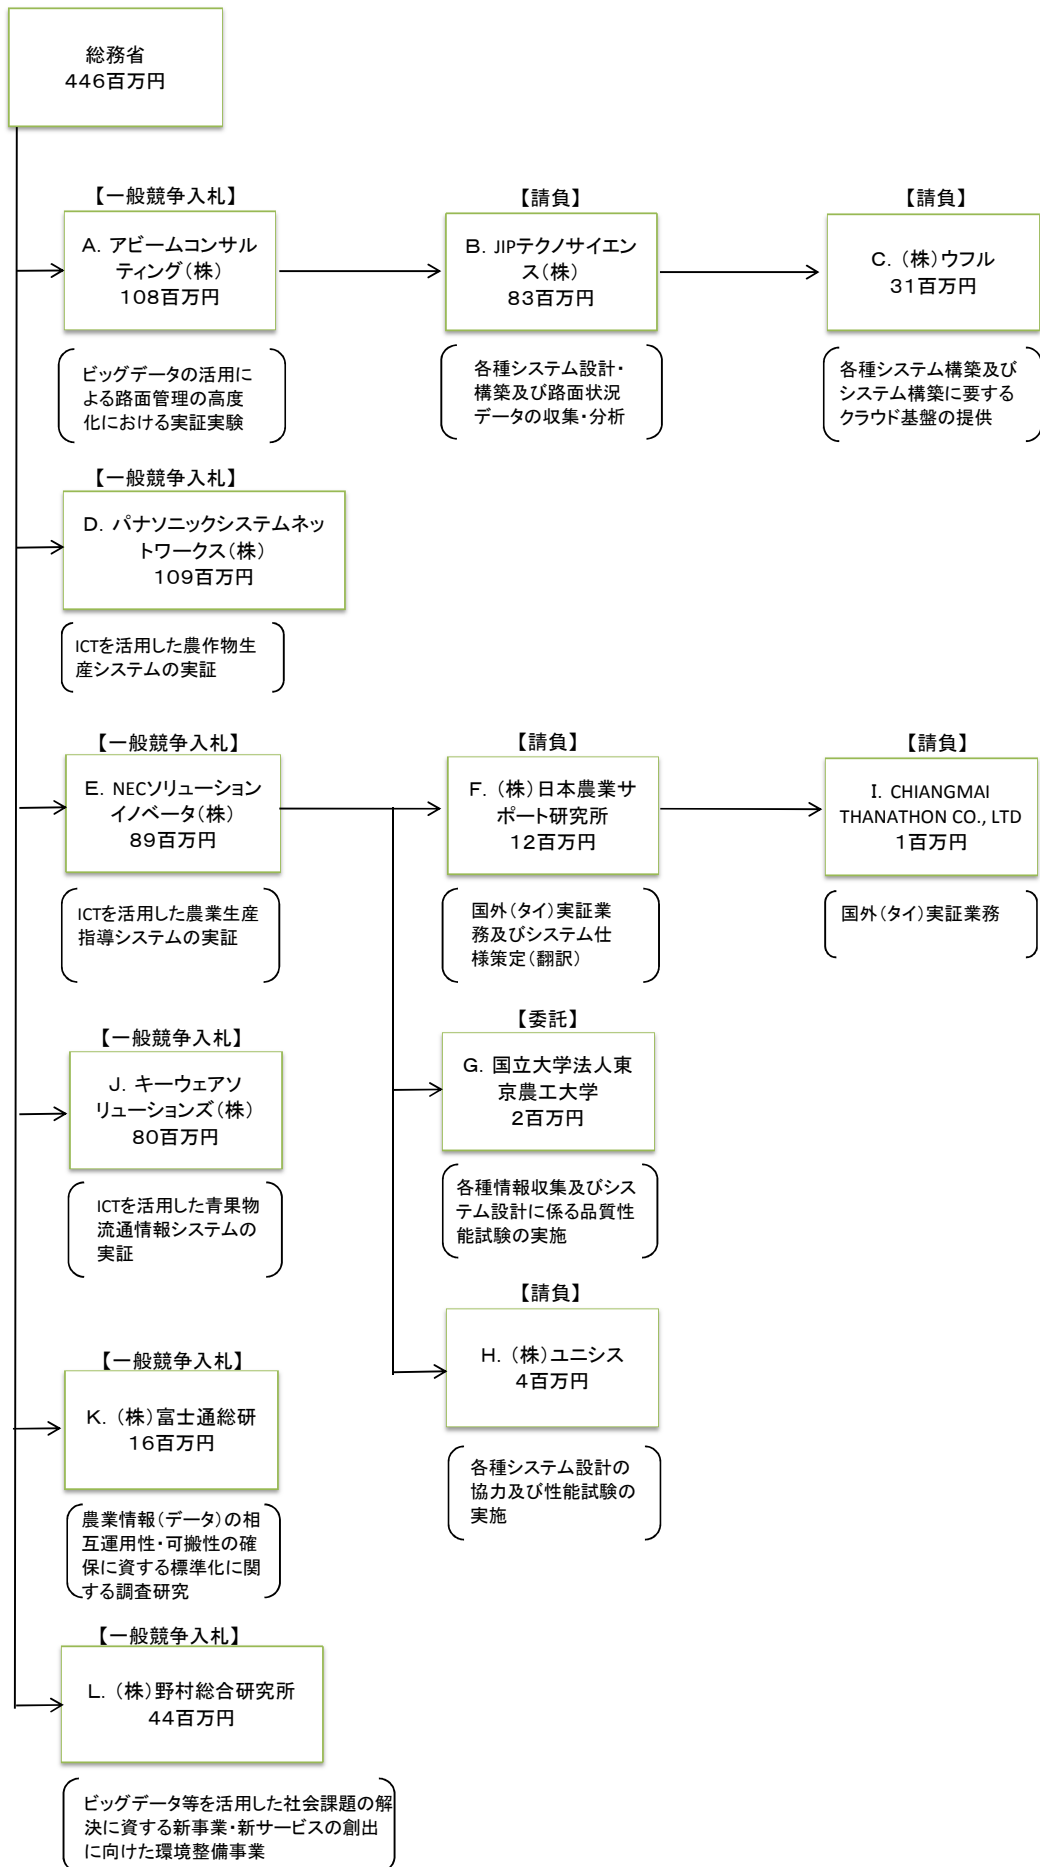 総務省
446百万円
【一般競争入札】
A. アビームコンサル
ティング(株)
108百万円
ビッグデータの活用に
よる路面管理の高度
化における実証実験
【請負】
B. JIPテクノサイエン
ス(株)
83百万円
各種システム設計・
構築及び路面状況
データの収集・分析
【請負】
C. (株)ウフル
31百万円
各種システム構築及び
システム構築に要する
クラウド基盤の提供
【一般競争入札】
D. パナソニックシステムネッ
トワークス(株)
109百万円
ICTを活用した農作物生
産システムの実証
【一般競争入札】
E. NECソリューション
イノベータ(株)
89百万円
ICTを活用した農業生産
指導システムの実証
【請負】
F. (株)日本農業サ
ポート研究所
12百万円
国外(タイ)実証業
務及びシステム仕
様策定(翻訳)
【請負】
I. CHIANGMAI
THANATHON CO., LTD
1百万円
国外(タイ)実証業務
【委託】
G. 国立大学法人東
京農工大学
2百万円
各種情報収集及びシス
テム設計に係る品質性
能試験の実施
【請負】
H. (株)ユニシス
4百万円
各種システム設計の
協力及び性能試験の
実施
【一般競争入札】
J. キーウェアソ
リューションズ(株)
80百万円
ICTを活用した青果物
流通情報システムの
実証
【一般競争入札】
K. (株)富士通総研
16百万円
農業情報(データ)の相
互運用性・可搬性の確
保に資する標準化に関
する調査研究
【一般競争入札】
L. (株)野村総合研究所
44百万円
ビッグデータ等を活用した社会課題の解
決に資する新事業・新サービスの創出
に向けた環境整備事業